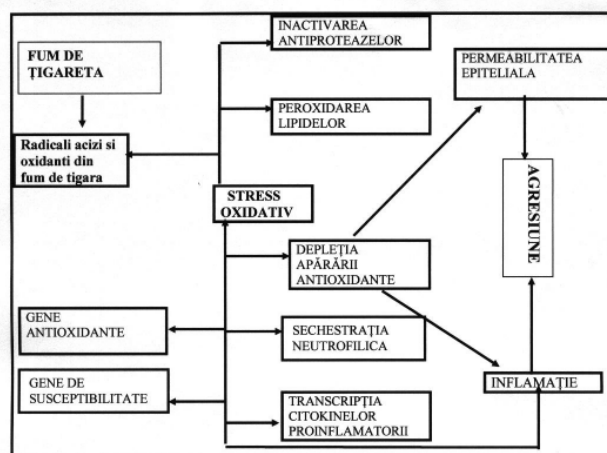 INACTIVAREA
ANTIPROTEAZELOR
FUM DE
ŢIGARETA
PERMEABILITATEA
EPITELIALA
PEROXIDAREA
LIPIDELOR
Radicali acizi si
oxidanti din
fum de tigara
STRESS
OXIDATIV
AGRESIUNE
DEPLEŢIA
APĂRĂRII
ANTIOXIDANTE
GENE
ANTIOXIDANTE
SECHESTRAŢIA
NEUTROFILICA
GENE DE
SUSCEPTIBILITATE
INFLAMAŢIE
TRANSCRIPŢIA
CITOKINELOR
PROINFLAMATORII